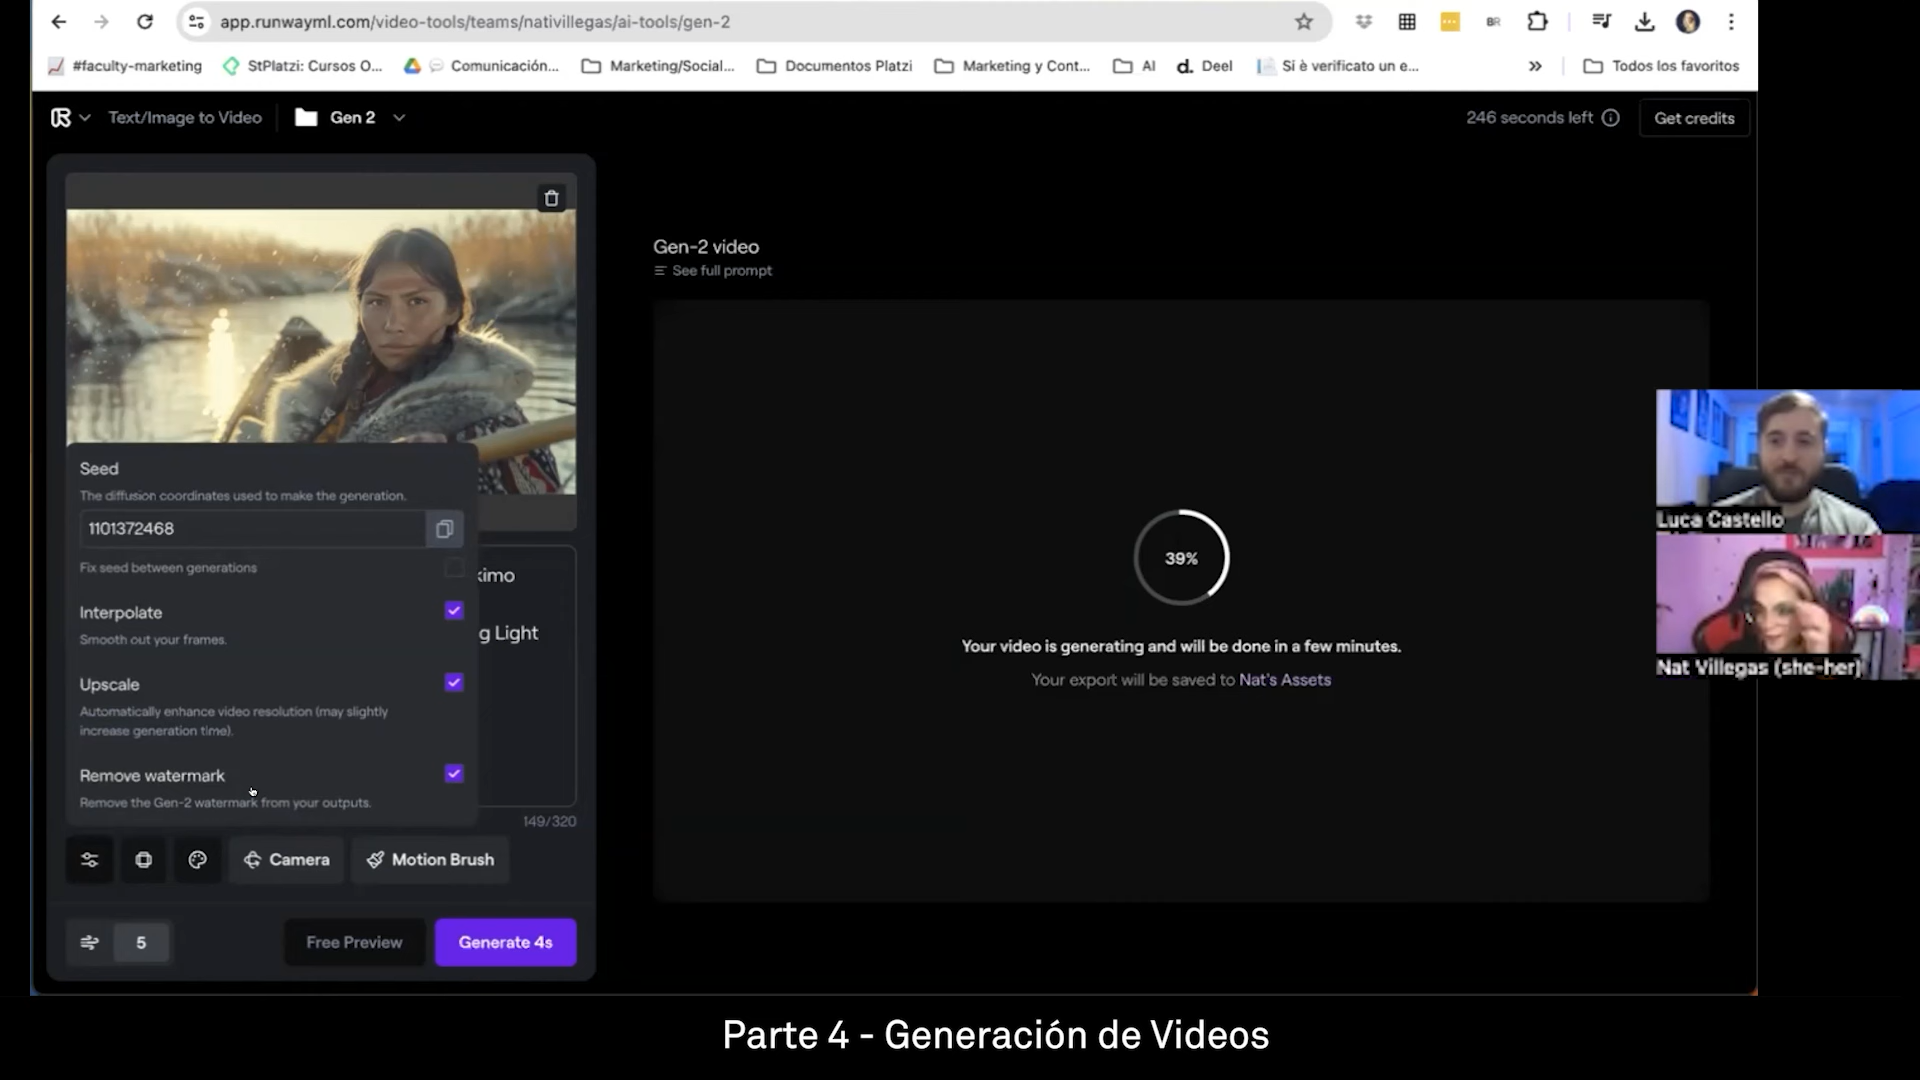 app.runwayml.com/video-tools/teams/nativillegas/ai-tools/gen-2
BR
#faculty-marketing
StPlatzi: Cursos O...
Comunicación...
Marketing/Social...
Documentos Platzi
Marketing y Cont...
AI
d. Deel
Si è verificato un e...
»
Todos los favoritos
Text/Image to Video
Gen 2
246 seconds left
Get credits
Gen-2 video
See full prompt
Seed
The diffusion coordinates used to make the generation.
1101372468
Fix seed between generations
kimo
Interpolate
g Light
Smooth out your frames.
Upscale
Automatically enhance video resolution (may slightly
increase generation time).
Remove watermark
Remove the Gen-2 watermark from your outputs.
149/320
Camera
Motion Brush
5
Free Preview
Generate 4s
39%
Your video is generating and will be done in a few minutes.
Your export will be saved to Nat's Assets
Luca Castello
Nat Villegas (she-her)
Parte 4 - Generación de Videos